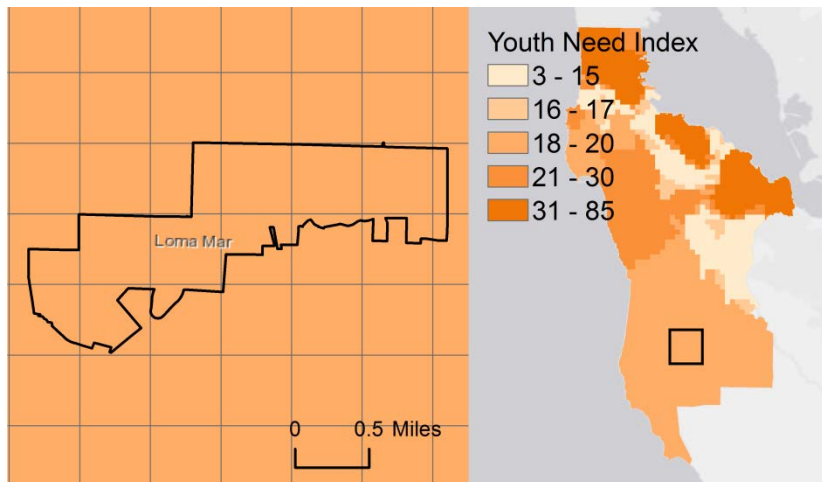 Loma Mar
0 0.5 Miles
Youth Need Index
3 - 15
16 - 17
18 - 20
21 - 30
31 - 85